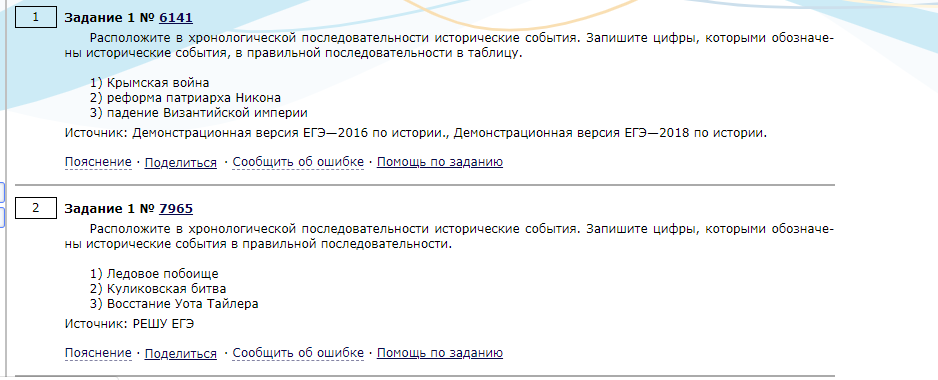 1
Задание 1 № 6141
Расположите в хронологической последовательности исторические события. Запишите цифры, которыми обозначе-
ны исторические события, в правильной последовательности в таблицу.
1) Крымская война
2) реформа патриарха Никона
3) падение Византийской империи
Источник: Демонстрационная версия ЕГЭ—2016 по истории., Демонстрационная версия ЕГЭ—2018 по истории.
Пояснение · Поделиться · Сообщить об ошибке · Помощь по заданию
2
Задание 1 № 7965
Расположите в хронологической последовательности исторические события. Запишите цифры, которыми обозначе-
ны исторические события в правильной последовательности.
1) Ледовое побоище
2) Куликовская битва
3) Восстание Уота Тайлера
Источник: РЕШУ ЕГЭ
Пояснение · Поделиться · Сообщить об ошибке · Помощь по заданию